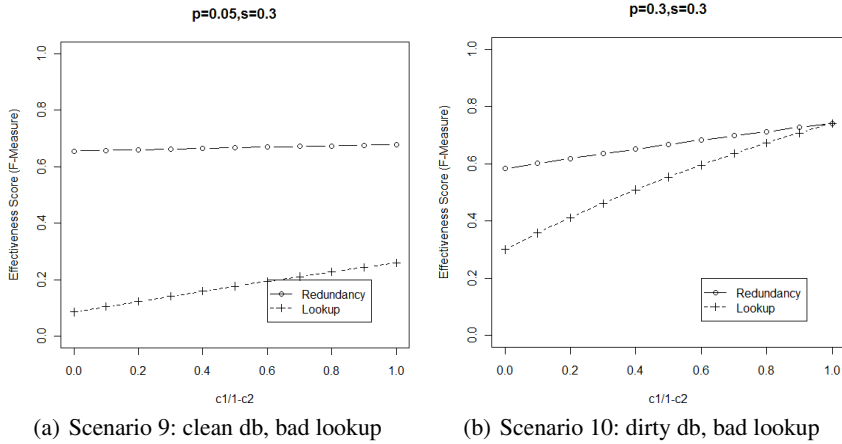 p=0.05,s=0.3
Effectiveness Score (F-Measure)
1.0
0.8
0.6
0.4
0.2
0.0
Redundancy
Lookup
0.0 0.2 0.4 0.6 0.8 1.0
c1/1-c2
(a) Scenario 9: clean db, bad lookup
p=0.3,s=0.3
Effectiveness Score (F-Measure)
1.0
0.8
0.6
0.4
0.2
0.0
Redundancy
Lookup
0.0 0.2 0.4 0.6 0.8 1.0
c1/1-c2
(b) Scenario 10: dirty db, bad lookup